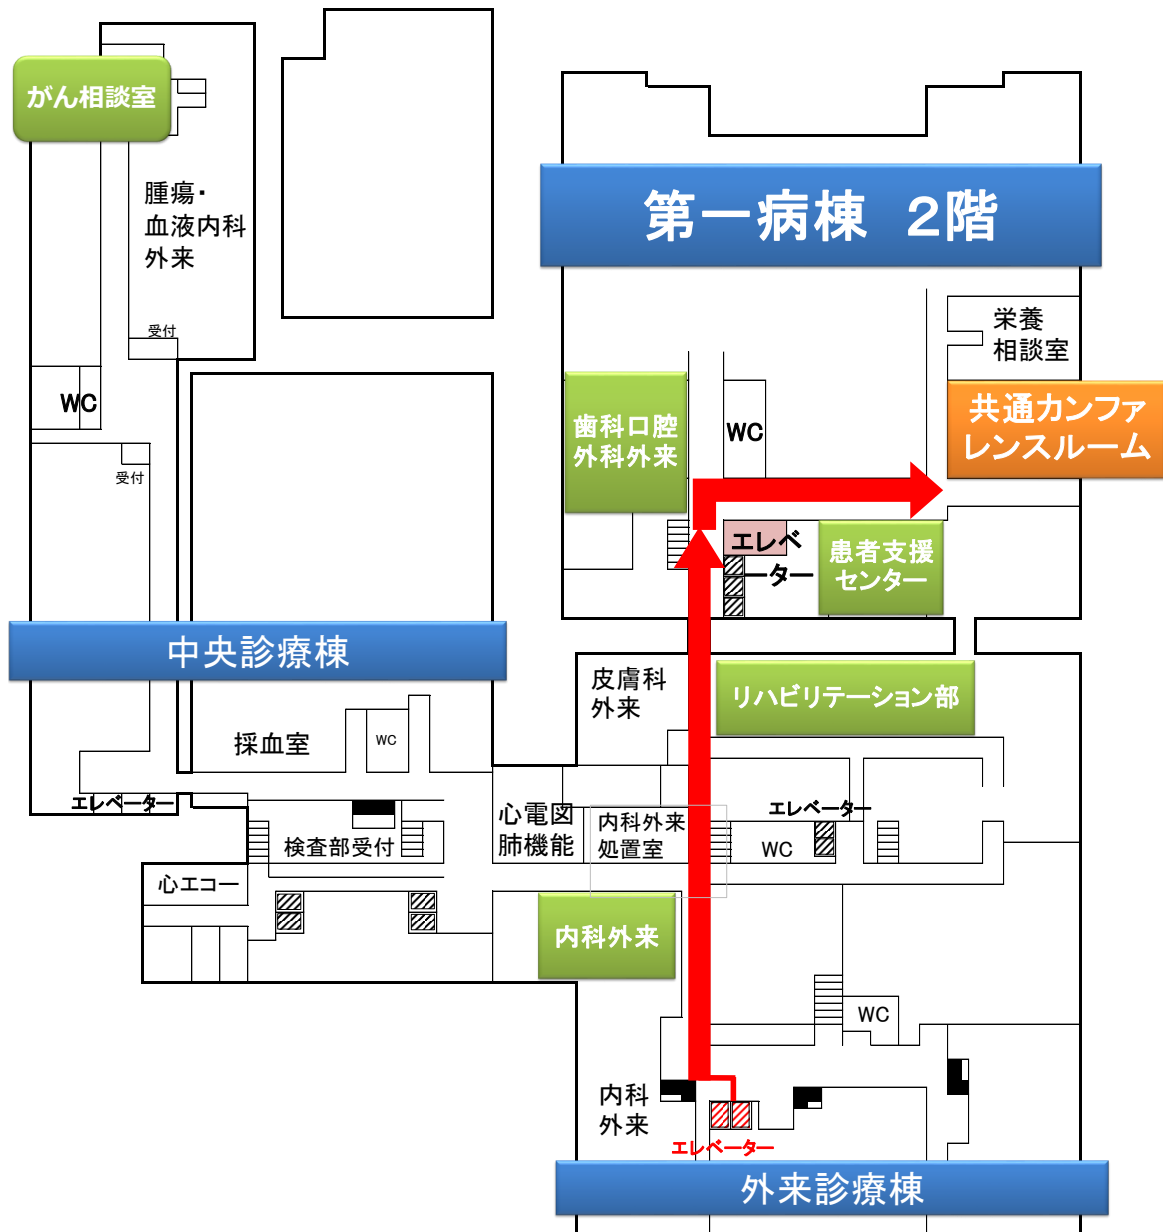 がん相談室
腫瘍・
血液内科
外来
受付
WC
受付
第一病棟　２階
栄養
相談室
共通カンファ
レンスルーム
歯科口腔
外科外来
WC
エレベ
ーター
患者支援
センター
中央診療棟
皮膚科
外来
リハビリテーション部
採血室
WC
エレベーター
検査部受付
心電図
肺機能
内科外来
処置室
エレベーター
WC
心エコー
内科外来
WC
内科
外来
エレベーター
外来診療棟